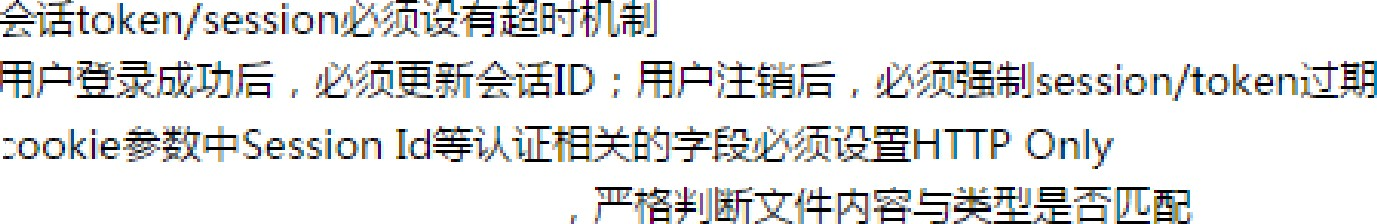 会话token/session必须设有超时机制
用户登录成功后，必须更新会话ID；用户注销后，必须强制session/token过期
cookie参数中Session Id等认证相关的字段必须设置HTTP Only
，严格判断文件内容与类型是否匹配